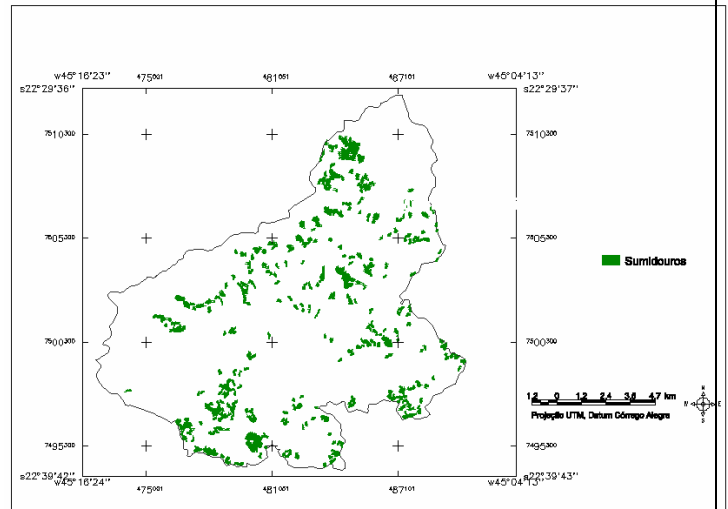 w45°16'23" 475001 481001 487101 w45°04'13"
s22°29'36" s22°29'37"
7510300 7510300
7505300 7505300
Sumidouros
7500300 7500300
1,2 0 1,2 2,4 3,6 4,7 km
Projeção UTM, Datum Córrego Alegre
7495300 7495300
s22°39'42" s22°39'43"
w45°16'24" 475001 481001 487101 w45°04'13"